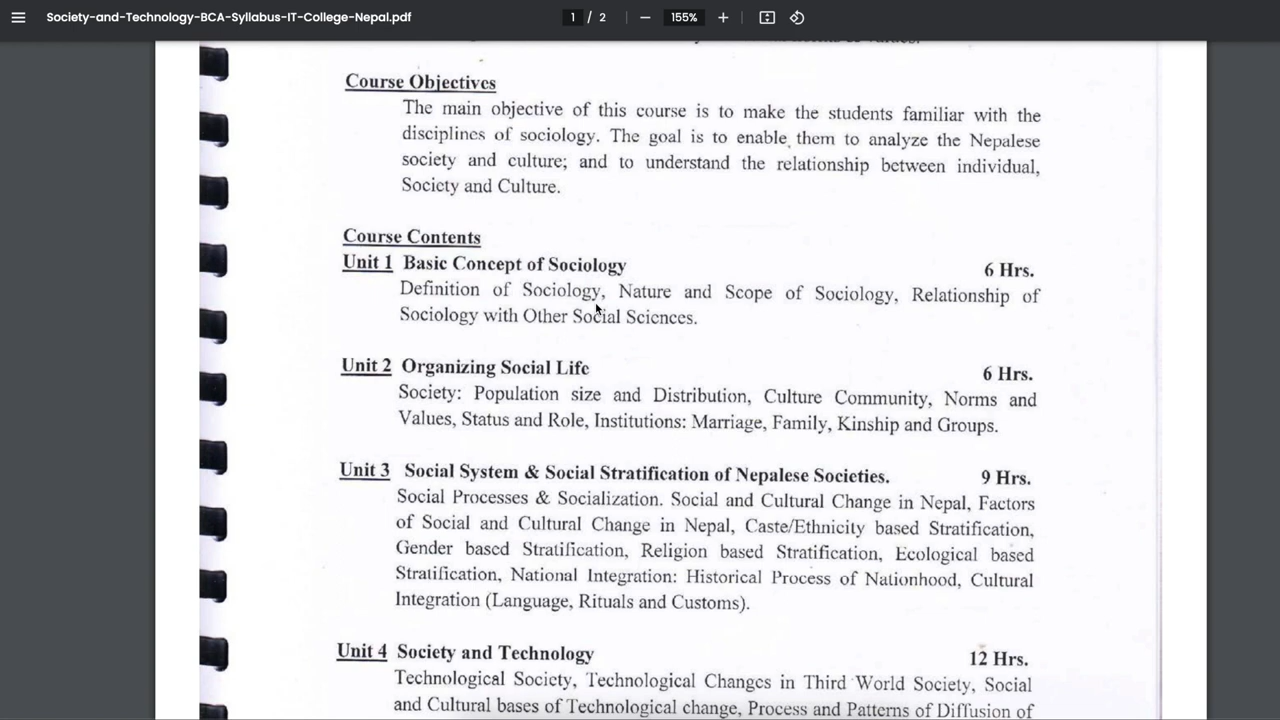 Society-and-Technology-BCA-Syllabus-IT-College-Nepal.pdf
1 / 2
155%
Course Objectives
The main objective of this course is to make the students familiar with the
disciplines of sociology. The goal is to enable them to analyze the Nepalese
society and culture; and to understand the relationship between individual,
Society and Culture.
Course Contents
Unit 1 Basic Concept of Sociology 6 Hrs.
Definition of Sociology, Nature and Scope of Sociology, Relationship of
Sociology with Other Social Sciences.
Unit 2 Organizing Social Life 6 Hrs.
Society: Population size and Distribution, Culture Community, Norms and
Values, Status and Role, Institutions: Marriage, Family, Kinship and Groups.
Unit 3 Social System & Social Stratification of Nepalese Societies. 9 Hrs.
Social Processes & Socialization. Social and Cultural Change in Nepal, Factors
of Social and Cultural Change in Nepal, Caste/Ethnicity based Stratification,
Gender based Stratification, Religion based Stratification, Ecological based
Stratification, National Integration: Historical Process of Nationhood, Cultural
Integration (Language, Rituals and Customs).
Unit 4 Society and Technology 12 Hrs.
Technological Society, Technological Changes in Third World Society, Social
and Cultural bases of Technological change, Process and Patterns of Diffusion of